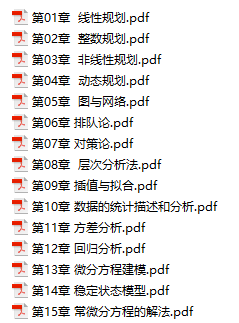 第01章  线性规划.pdf
第02章  整数规划.pdf
第03章  非线性规划.pdf
第04章  动态规划.pdf
第05章  图与网络.pdf
第06章 排队论.pdf
第07章 对策论.pdf
第08章  层次分析法.pdf
第09章 插值与拟合.pdf
第10章 数据的统计描述和分析.pdf
第11章 方差分析.pdf
第12章 回归分析.pdf
第13章 微分方程建模.pdf
第14章 稳定状态模型.pdf
第15章 常微分方程的解法.pdf